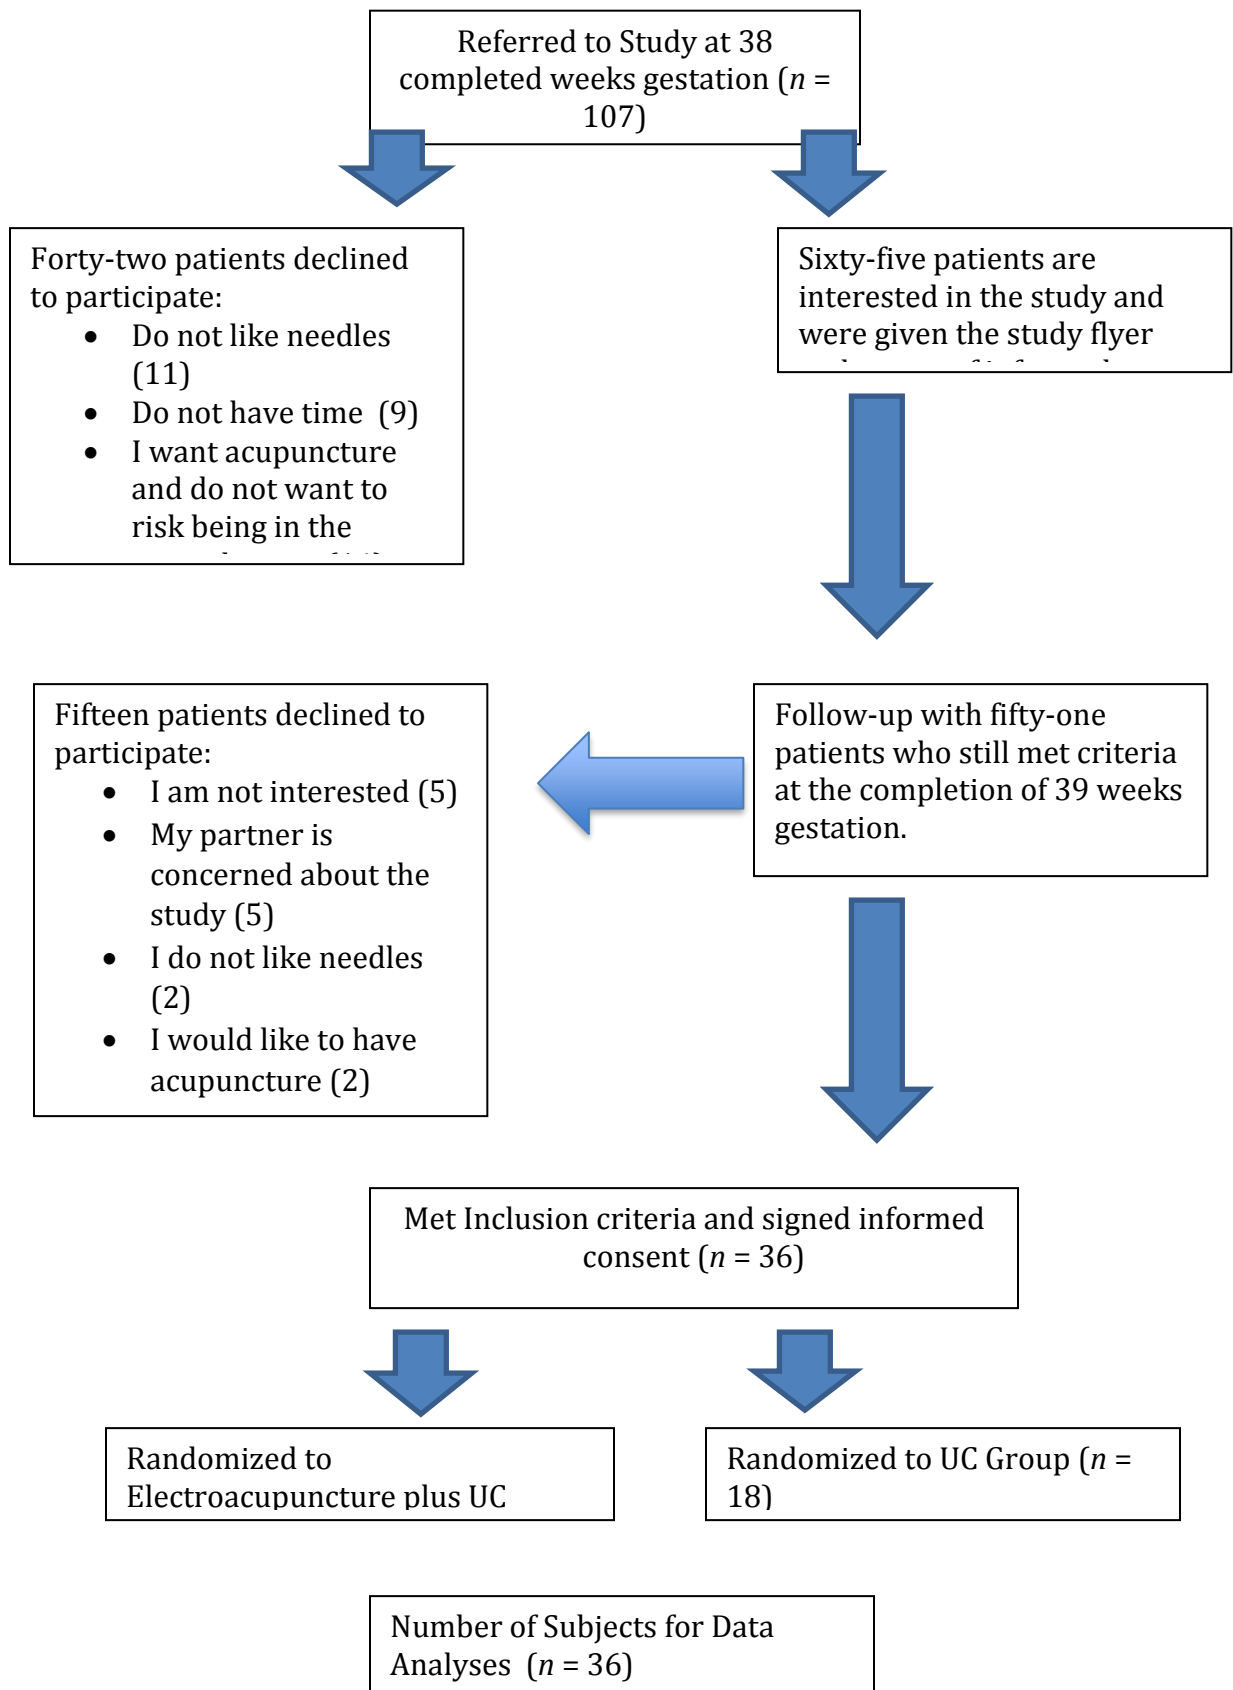 Referred to Study at 38
completed weeks gestation (n =
107)
Forty-two patients declined
to participate:
• Do not like needles
(11)
• Do not have time (9)
• I want acupuncture
and do not want to
risk being in the
Sixty-five patients are
interested in the study and
were given the study flyer
Fifteen patients declined to
participate:
• I am not interested (5)
• My partner is
concerned about the
study (5)
• I do not like needles
(2)
• I would like to have
acupuncture (2)
Follow-up with fifty-one
patients who still met criteria
at the completion of 39 weeks
gestation.
Met Inclusion criteria and signed informed
consent (n = 36)
Randomized to
Electroacupuncture plus UC
Randomized to UC Group (n =
18)
Number of Subjects for Data
Analyses (n = 36)